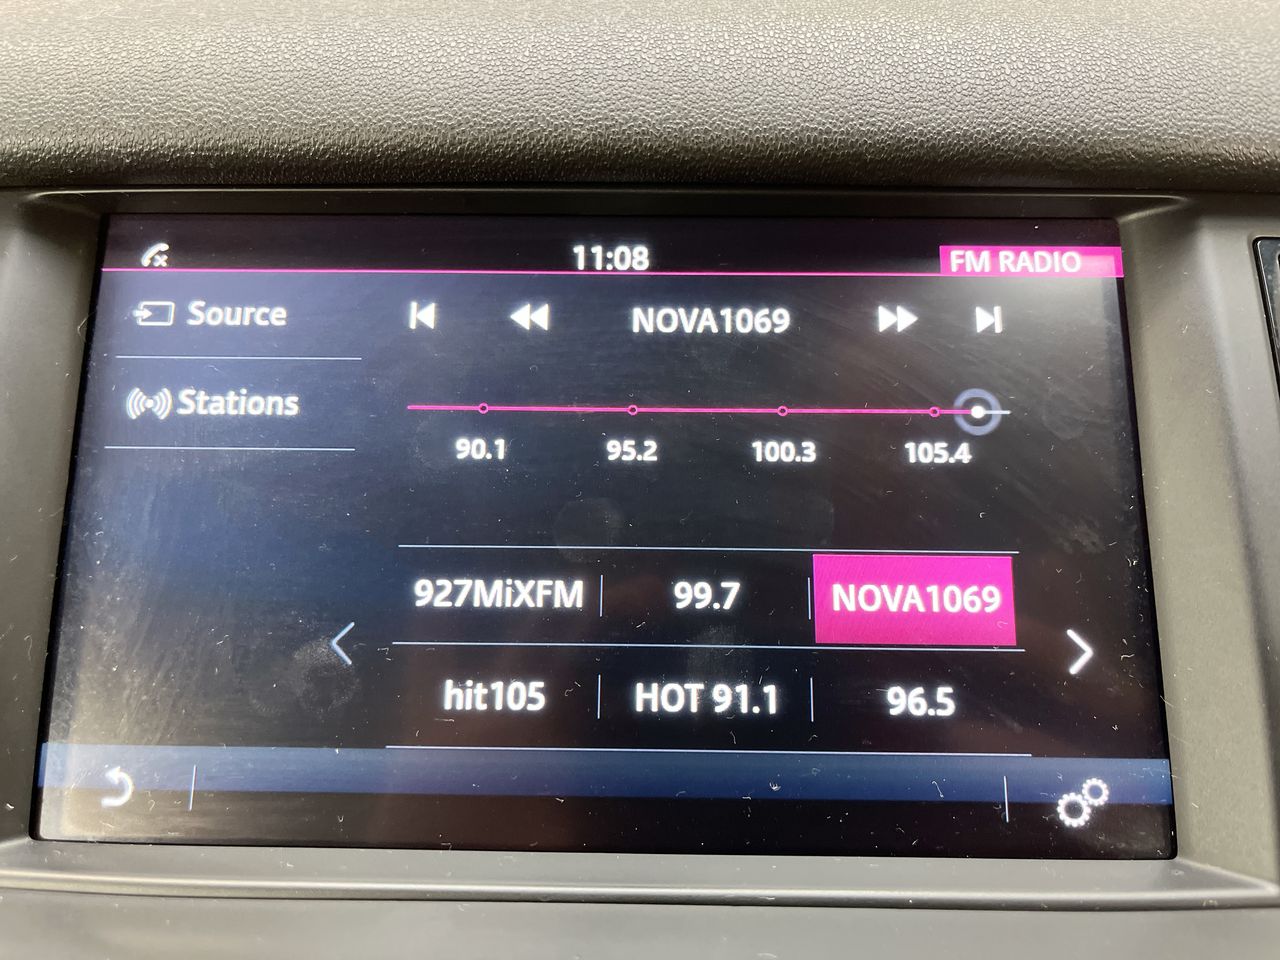 11:08
FM RADIO
Source
NOVA1069
Stations
90.1 95.2 100.3 105.4
927MiXFM 99.7 NOVA1069
hit105 HOT 91.1 96.5